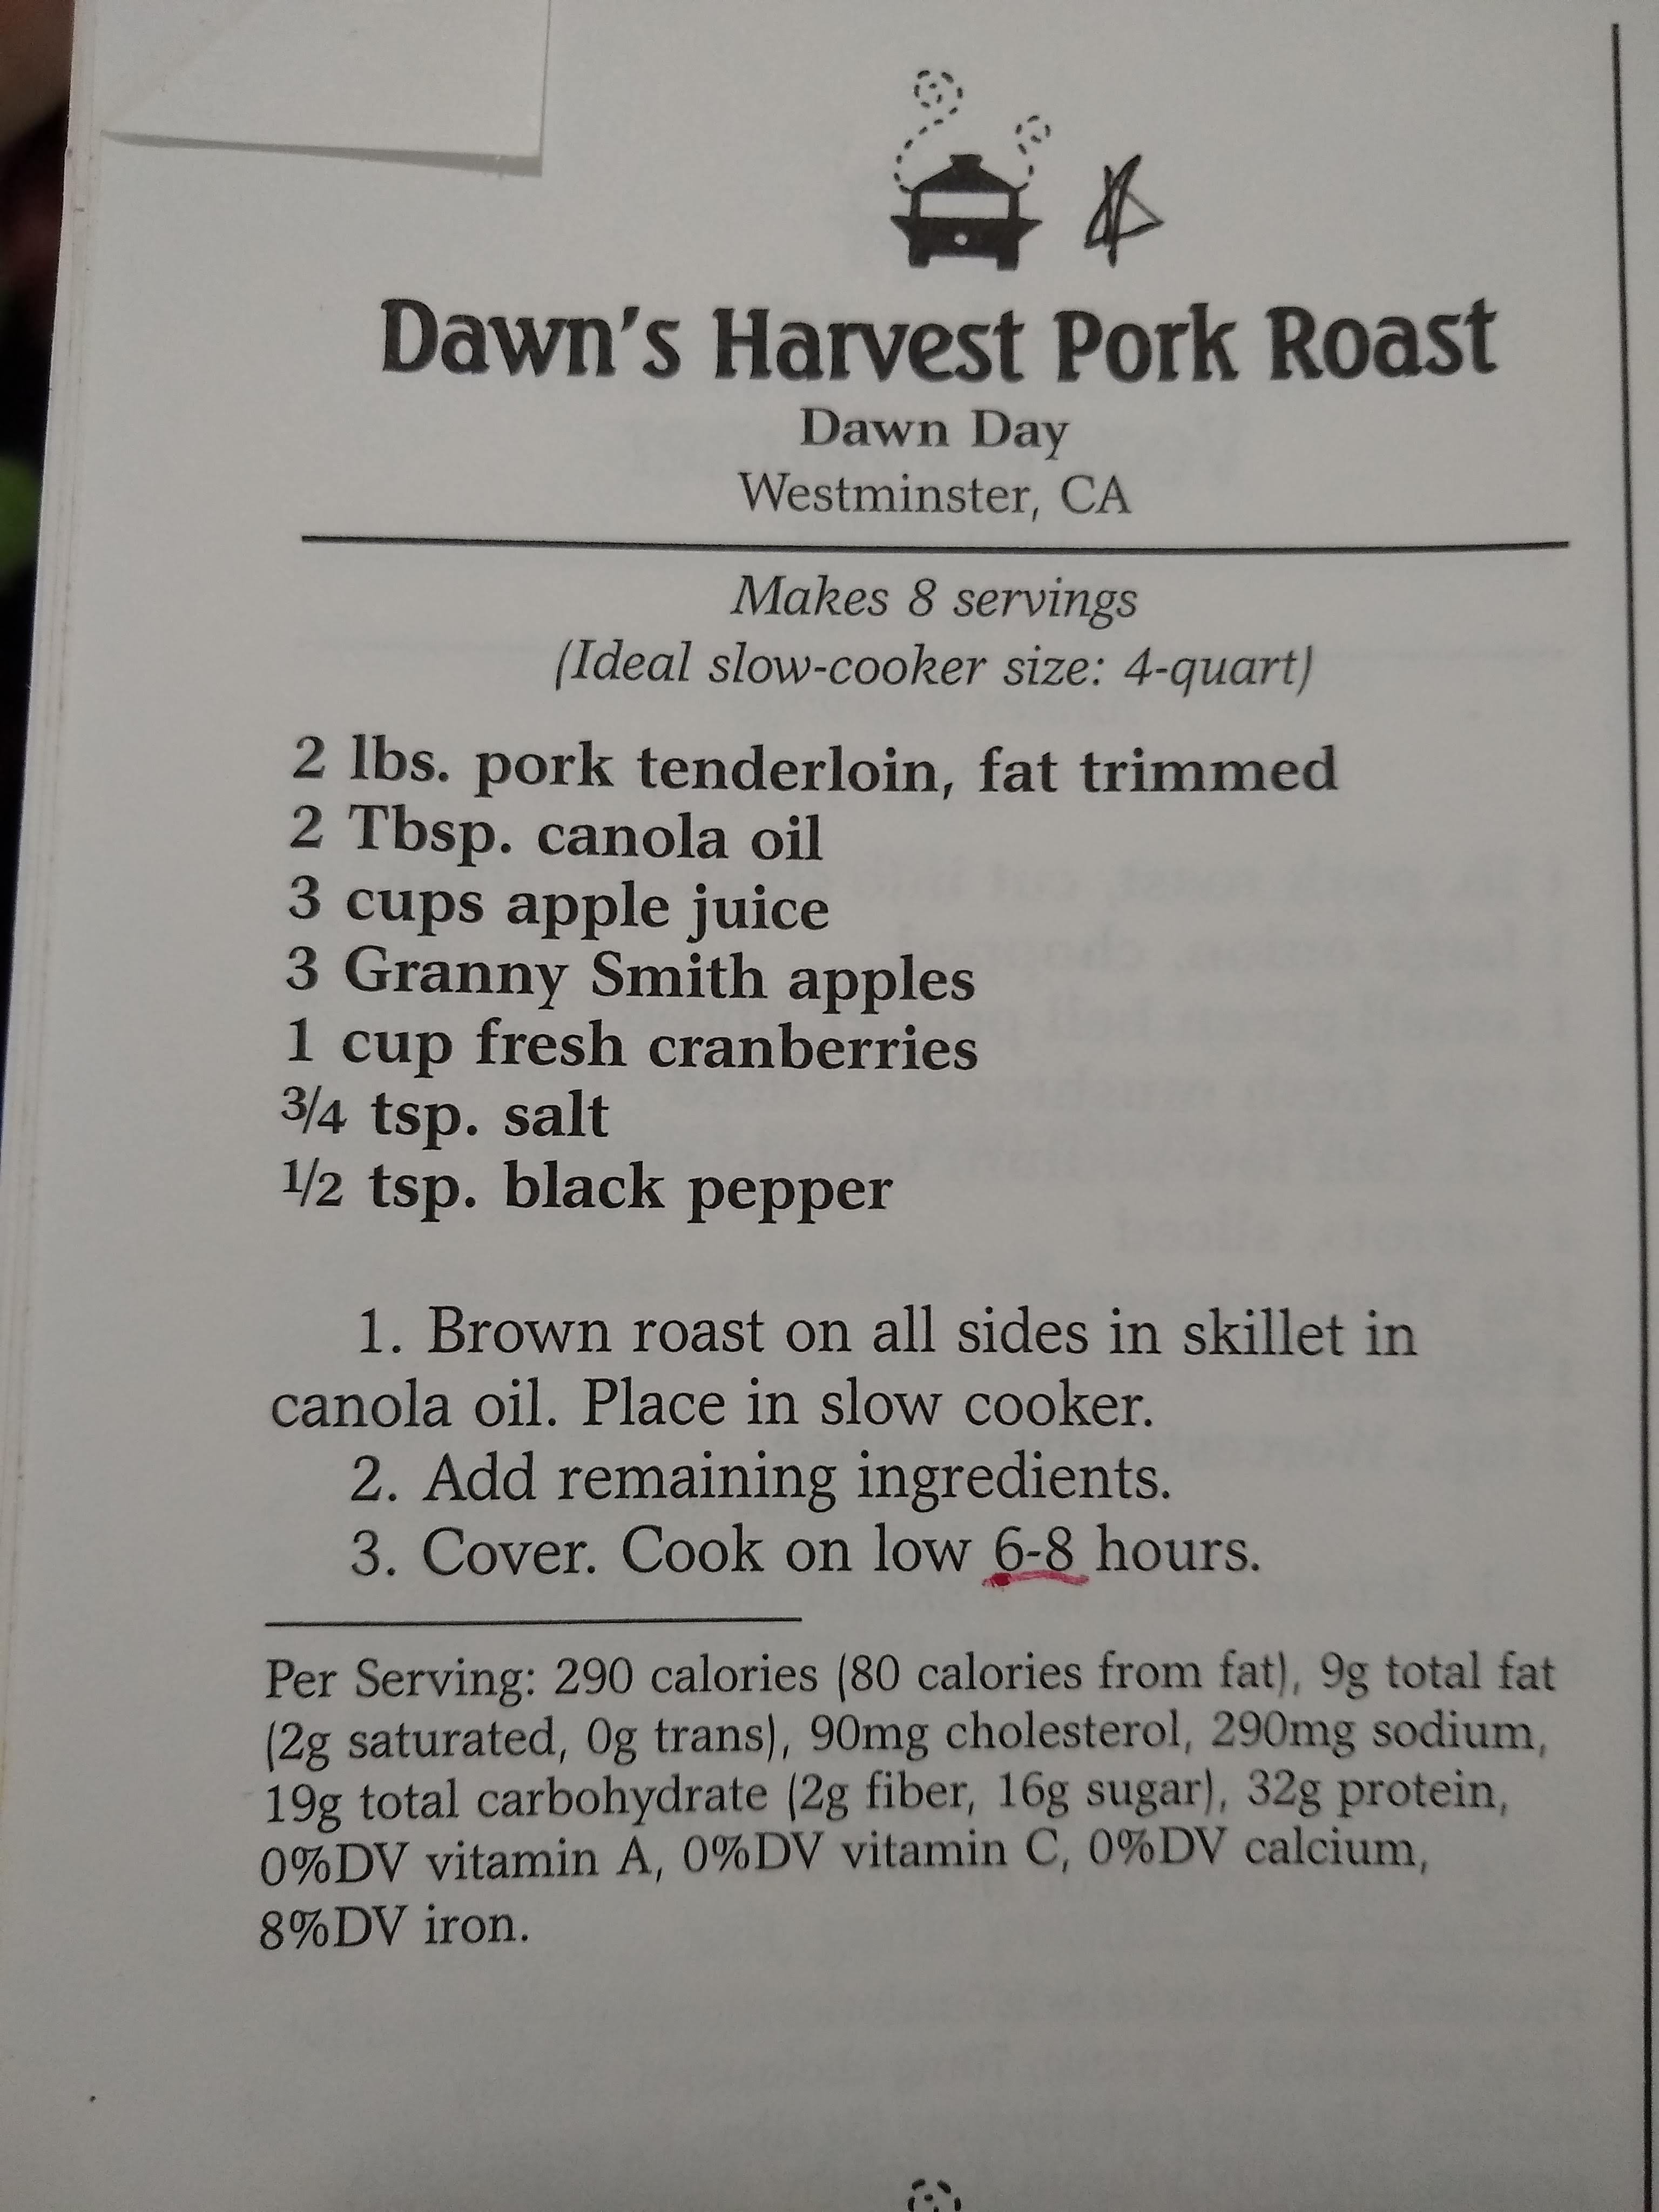 Dawn's Harvest Pork Roast
Dawn Day
Westminster, CA
Makes 8 servings
(Ideal slow-cooker size: 4-quart)
2 lbs. pork tenderloin, fat trimmed
2 Tbsp. canola oil
3 cups apple juice
3 Granny Smith apples
1 cup fresh cranberries
3/4 tsp. salt
1/2 tsp. black pepper
1. Brown roast on all sides in skillet in
canola oil. Place in slow cooker.
2. Add remaining ingredients.
3. Cover. Cook on low 6-8 hours.
Per Serving: 290 calories (80 calories from fat), 9g total fat
(2g saturated, 0g trans), 90mg cholesterol, 290mg sodium,
19g total carbohydrate (2g fiber, 16g sugar), 32g protein,
0%DV vitamin A, 0%DV vitamin C, 0%DV calcium,
8%DV iron.